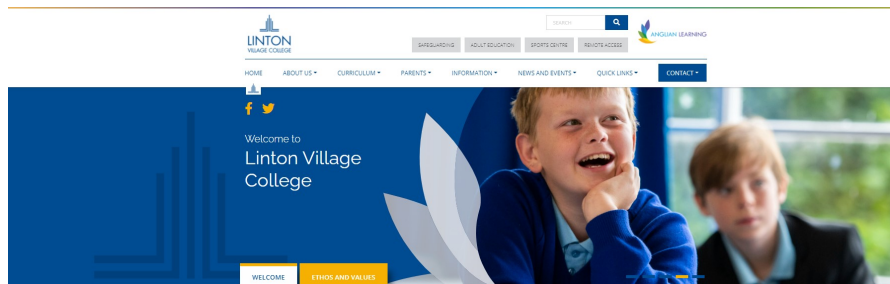 SEARCH
LINTON
VILLAGE COLLEGE
ANGLIAN LEARNING
SAFEGUARDING ADULT EDUCATION SPORTS CENTRE REMOTE ACCESS
HOME ABOUT US CURRICULUM PARENTS INFORMATION NEWS AND EVENTS QUICK LINKS CONTACT
Welcome to
Linton Village
College
WELCOME ETHOS AND VALUES